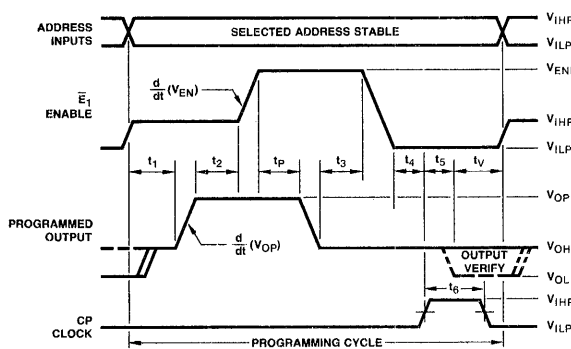 ADDRESS
INPUTS
SELECTED ADDRESS STABLE
VIHP
VILP
E̅1
ENABLE
d/dt (VEN)
VEN
VIHP
VILP
t1
t2
tP
t3
t4
t5
tV
PROGRAMMED
OUTPUT
d/dt (VOP)
VOP
VOH
OUTPUT
VERIFY
VOL
t6
CP
CLOCK
VIHP
VILP
PROGRAMMING CYCLE